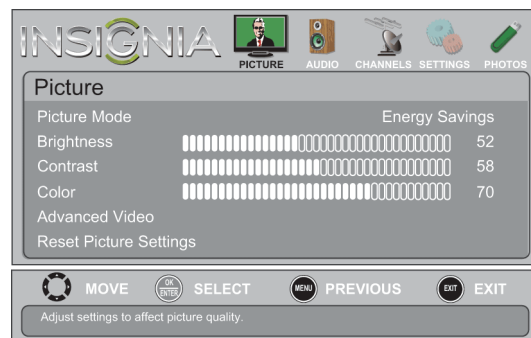 INSIGNIA
PICTURE AUDIO CHANNELS SETTINGS PHOTOS
Picture
Picture Mode Energy Savings
Brightness 52
Contrast 58
Color 70
Advanced Video
Reset Picture Settings
MOVE OK ENTER SELECT MENU PREVIOUS EXIT EXIT
Adjust settings to affect picture quality.